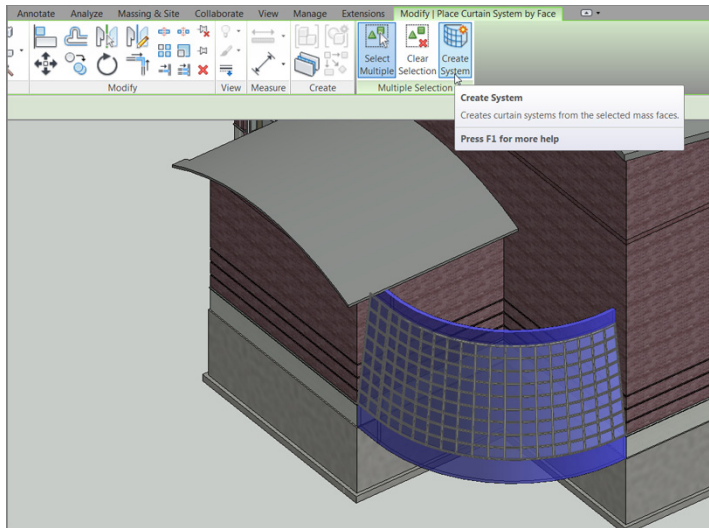 Annotate Analyze Massing & Site Collaborate View Manage Extensions Modify | Place Curtain System by Face
Select Multiple
Clear Selection
Create System
Modify View Measure Create Multiple Selection
Create System
Creates curtain systems from the selected mass faces.
Press F1 for more help